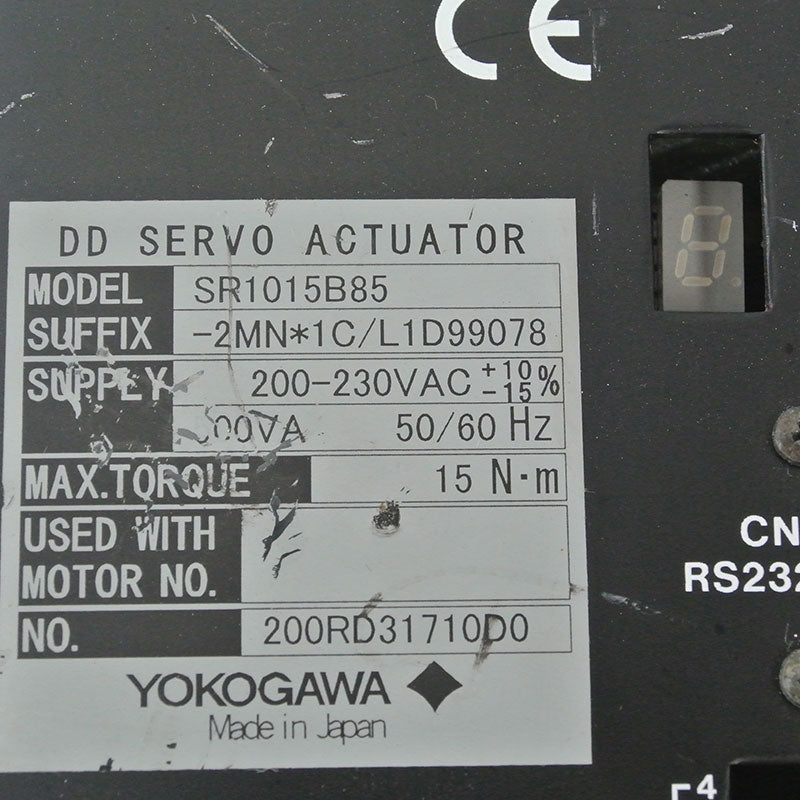 CE
DD SERVO ACTUATOR
MODEL SR1015B85
SUFFIX -2MN*1C/L1D99078
SUPPLY 200-230VAC +10 -15 %
50/60 Hz
MAX.TORQUE 15 N·m
CN
RS232
USED WITH
MOTOR NO.
NO. 200RD31710D0
YOKOGAWA
Made in Japan
4